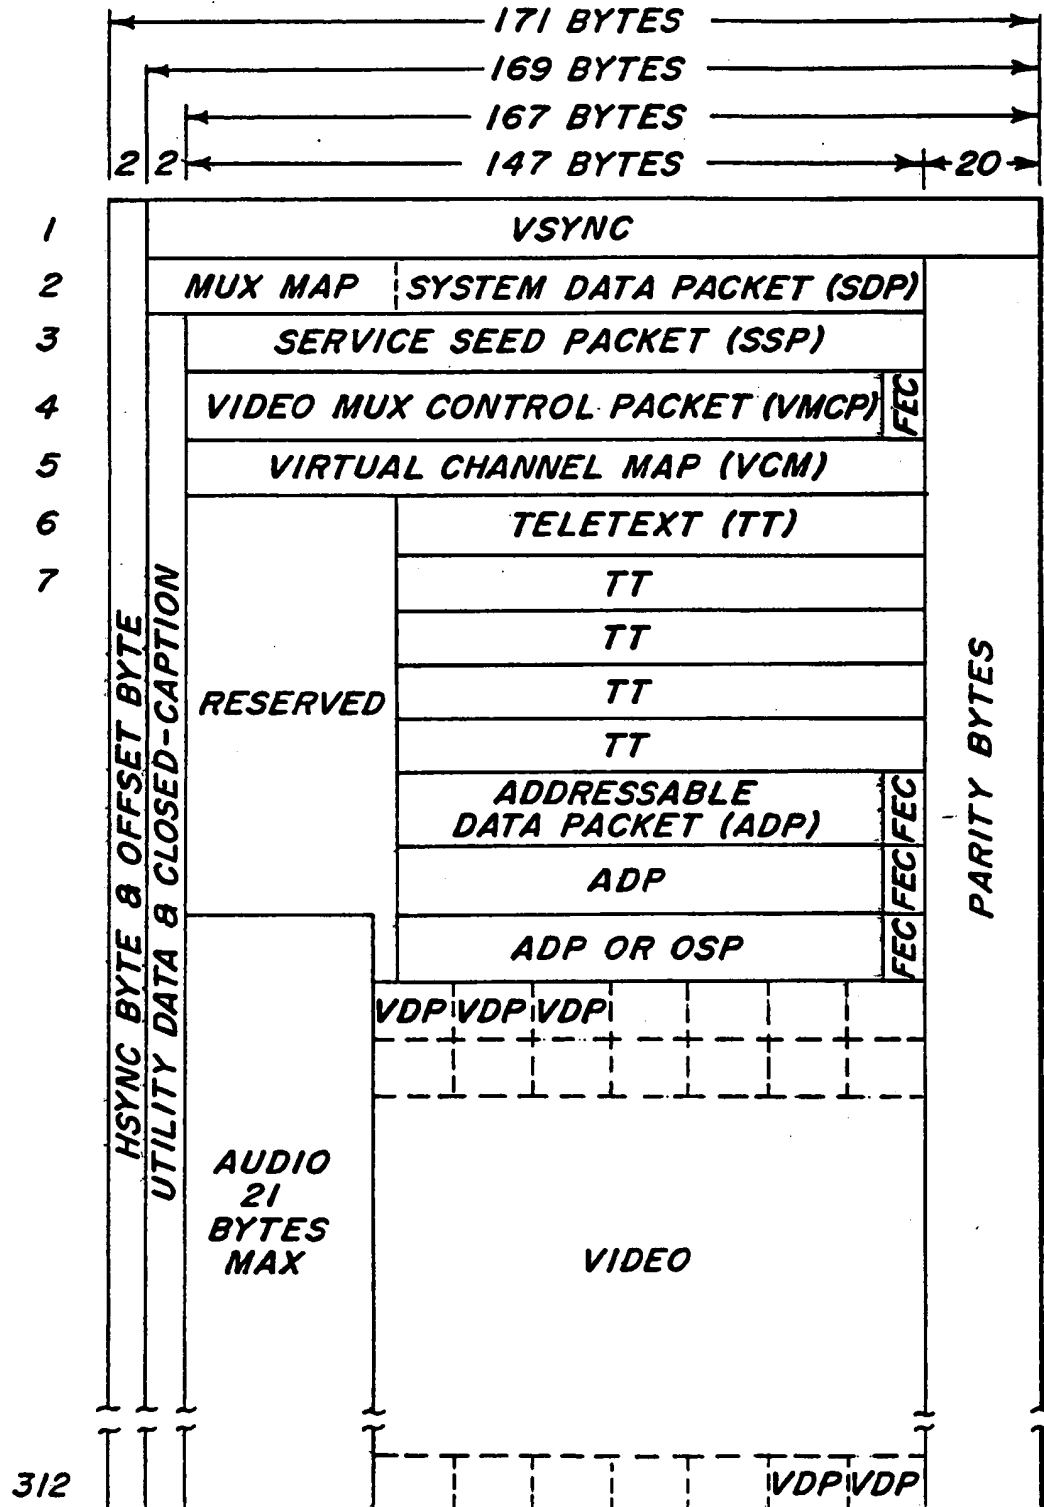 171 BYTES
169 BYTES
167 BYTES
2 2 147 BYTES 20
1 VSYNC
2 MUX MAP SYSTEM DATA PACKET (SDP)
3 SERVICE SEED PACKET (SSP)
4 VIDEO MUX CONTROL PACKET (VMCP) FEC
5 VIRTUAL CHANNEL MAP (VCM)
6 TELETEXT (TT)
7 TT
TT
RESERVED TT
TT
ADDRESSABLE
DATA PACKET (ADP) FEC
ADP FEC
ADP OR OSP FEC
HSYNC BYTE & OFFSET BYTE
UTILITY DATA & CLOSED-CAPTION
PARITY BYTES
VDP VDP VDP
AUDIO
21
BYTES
MAX
VIDEO
312 VDP VDP